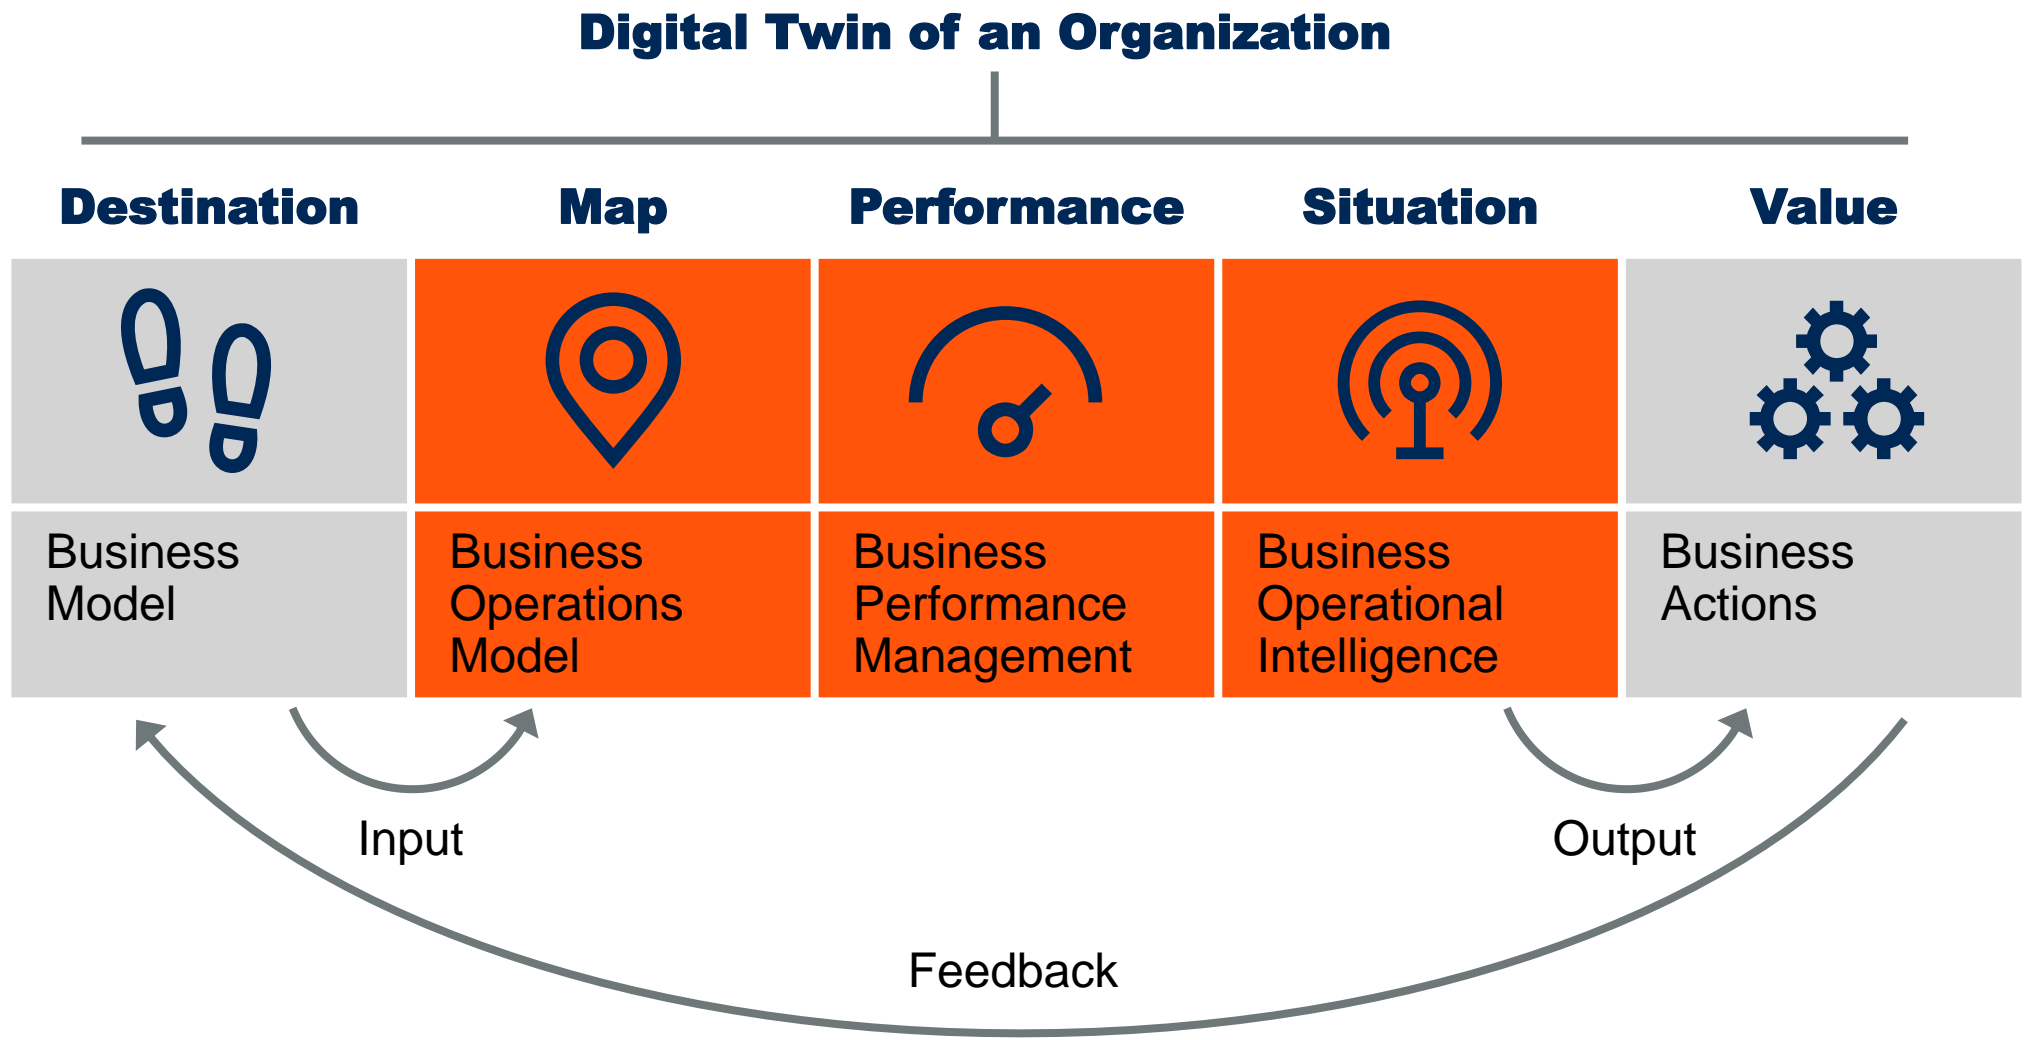 Digital Twin of an Organization
Destination
Map
Performance
Situation
Value
Business
Model
Business
Operations
Model
Business
Performance
Management
Business
Operational
Intelligence
Business
Actions
Input
Output
Feedback